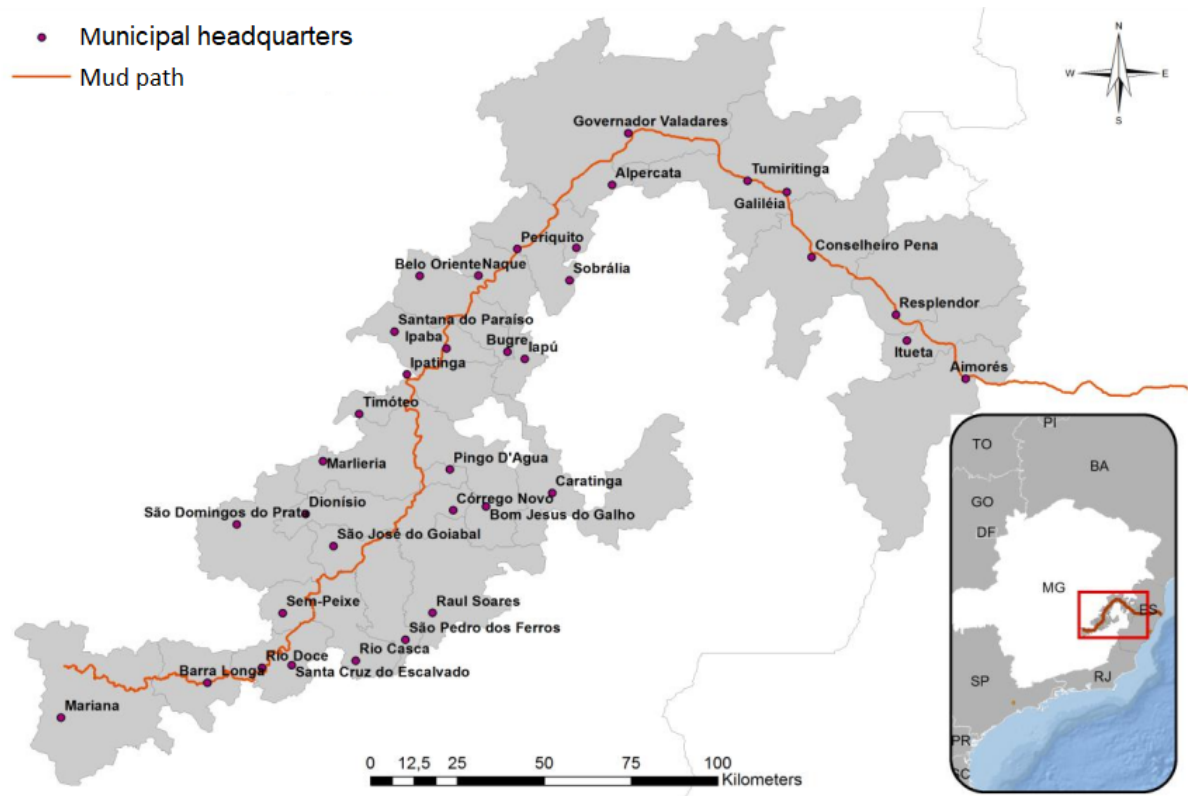 Municipal headquarters
Mud path
N
W
E
S
Governador Valadares
Alpercata
Tumiritinga
Galiléia
Periquito
Conselheiro Pena
Belo Oriente
Naque
Sobrália
Resplendor
Santana do Paraíso
Ipaba
Bugre
Iapú
Itueta
Ipatinga
Aimorés
Timóteo
Marlieria
Pingo D'Agua
Caratinga
São Domingos do Prata
Dionísio
Córrego Novo
Bom Jesus do Galho
São José do Goiabal
Sem-Peixe
Raul Soares
São Pedro dos Ferros
Rio Casca
Rio Doce
Santa Cruz do Escalvado
Barra Longa
Mariana
0 12,5 25 50 75 100
Kilometers
PI
TO
BA
GO
DF
MG
ES
SP
RJ
PR
SC